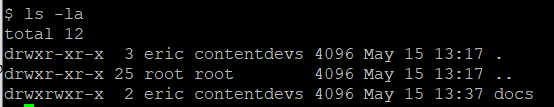 $ ls -la
total 12
drwxr-xr-x  3 eric contentdevs 4096 May 15 13:17 .
drwxr-xr-x 25 root root        4096 May 15 13:17 ..
drwxrwxr-x  2 eric contentdevs 4096 May 15 13:37 docs